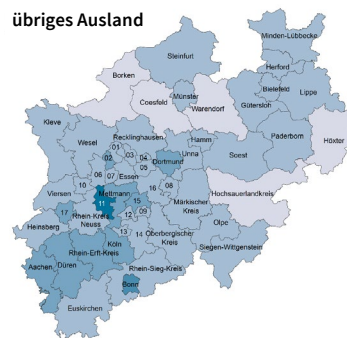 übriges Ausland
Minden-Lübbecke
Steinfurt
Herford
Borken
Bielefeld
Lippe
Münster
Coesfeld
Warendorf
Gütersloh
Kleve
Höxter
Recklinghausen
Hamm
Paderborn
Wesel
01
Unna
02
03
04
Dortmund
Soest
05
06
07
Essen
Hochsauerlandkreis
Viersen
10
Mettmann
16
08
11
15
Märkischer
Kreis
17
Rhein-Kreis
Neuss
12
09
Heinsberg
13
14
Oberbergischer
Kreis
Olpe
Köln
Rhein-Erft-Kreis
Siegen-Wittgenstein
Aachen
Düren
Rhein-Sieg-Kreis
Bonn
Euskirchen